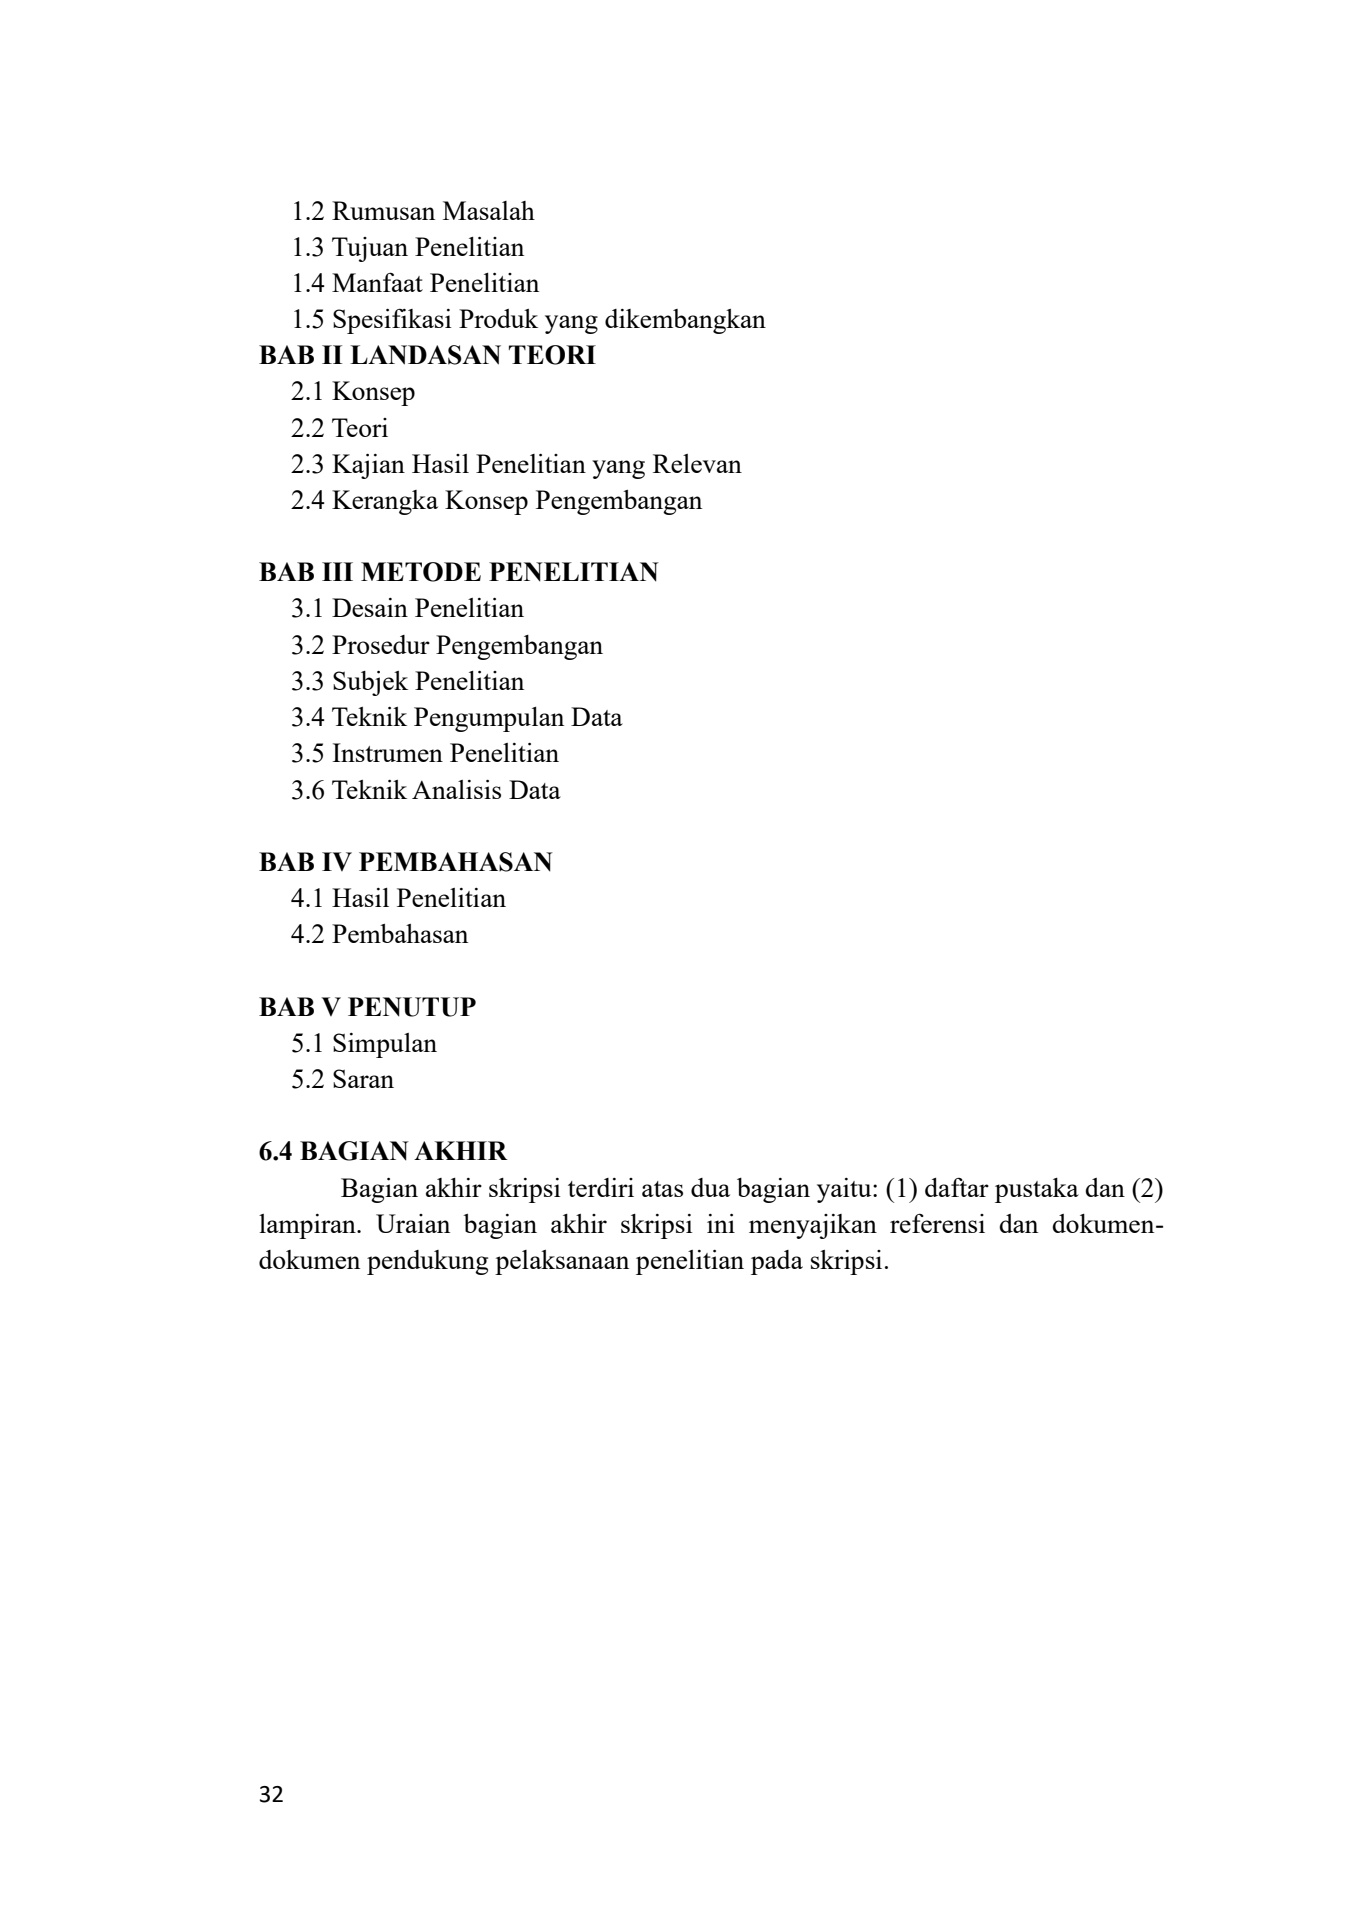 1.2 Rumusan Masalah
1.3 Tujuan Penelitian
1.4 Manfaat Penelitian
1.5 Spesifikasi Produk yang dikembangkan
BAB II LANDASAN TEORI
2.1 Konsep
2.2 Teori
2.3 Kajian Hasil Penelitian yang Relevan
2.4 Kerangka Konsep Pengembangan
BAB III METODE PENELITIAN
3.1 Desain Penelitian
3.2 Prosedur Pengembangan
3.3 Subjek Penelitian
3.4 Teknik Pengumpulan Data
3.5 Instrumen Penelitian
3.6 Teknik Analisis Data
BAB IV PEMBAHASAN
4.1 Hasil Penelitian
4.2 Pembahasan
BAB V PENUTUP
5.1 Simpulan
5.2 Saran
6.4 BAGIAN AKHIR
Bagian akhir skripsi terdiri atas dua bagian yaitu: (1) daftar pustaka dan (2)
lampiran. Uraian bagian akhir skripsi ini menyajikan referensi dan dokumen-
dokumen pendukung pelaksanaan penelitian pada skripsi.
32